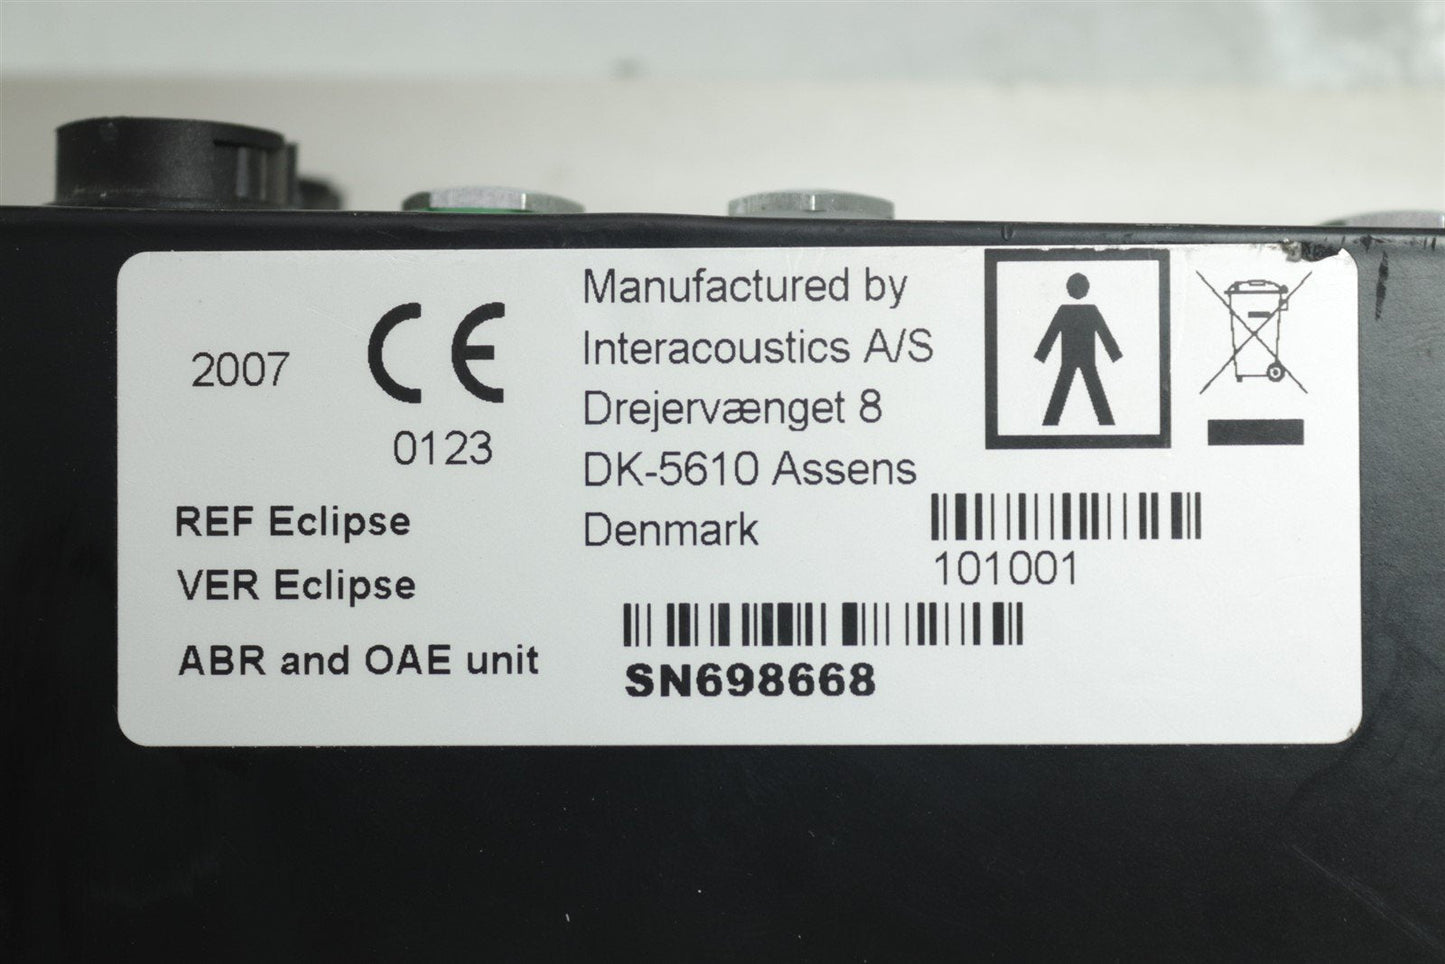 2007
CE
0123
REF Eclipse
VER Eclipse
ABR and OAE unit
Manufactured by
Interacoustics A/S
Drejervænget 8
DK-5610 Assens
Denmark
101001
SN698668